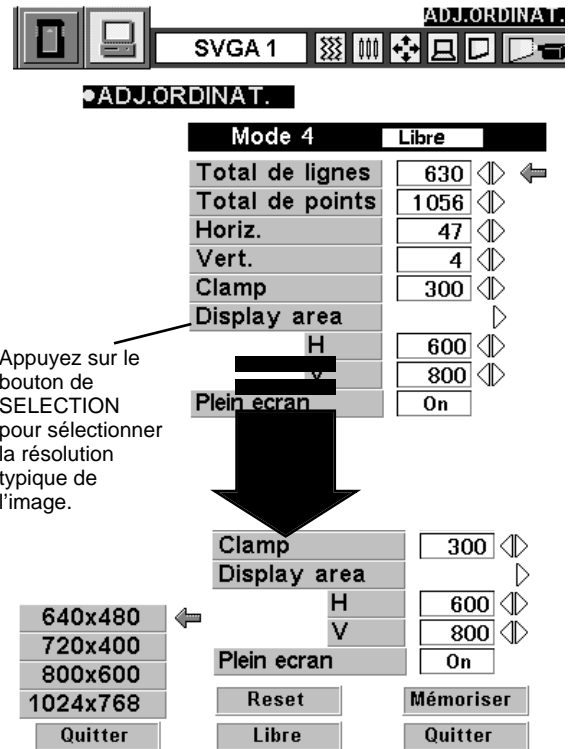 ADJ.ORDINAT.
SVGA 1
●ADJ.ORDINAT.
Mode 4 Libre
Total de lignes 630
Total de points 1056
Horiz. 47
Vert. 4
Clamp 300
Display area
H 600
V 800
Plein ecran On
Appuyez sur le
bouton de
SELECTION
pour sélectionner
la résolution
typique de
l'image.
Clamp 300
Display area
H 600
V 800
Plein ecran On
640x480
720x400
800x600
1024x768
Quitter
Reset Mémoriser
Libre Quitter